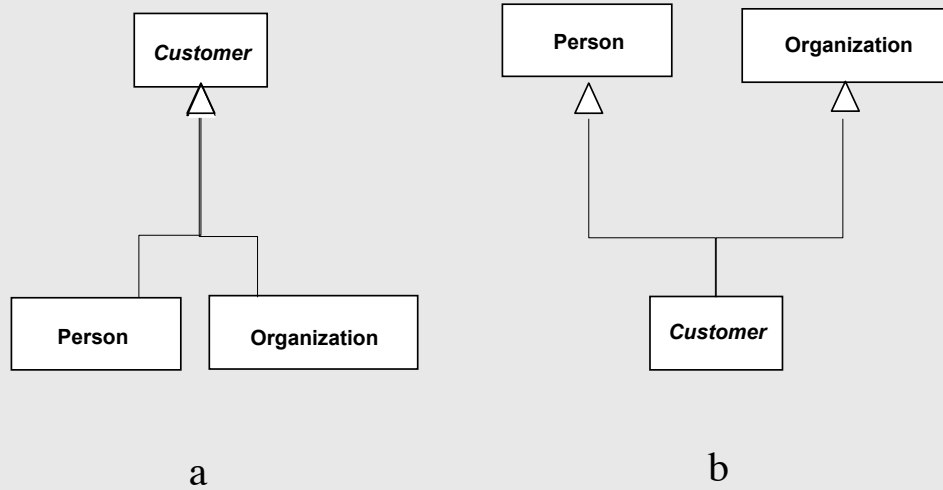 Customer
Person
Organization
a
Person
Organization
Customer
b